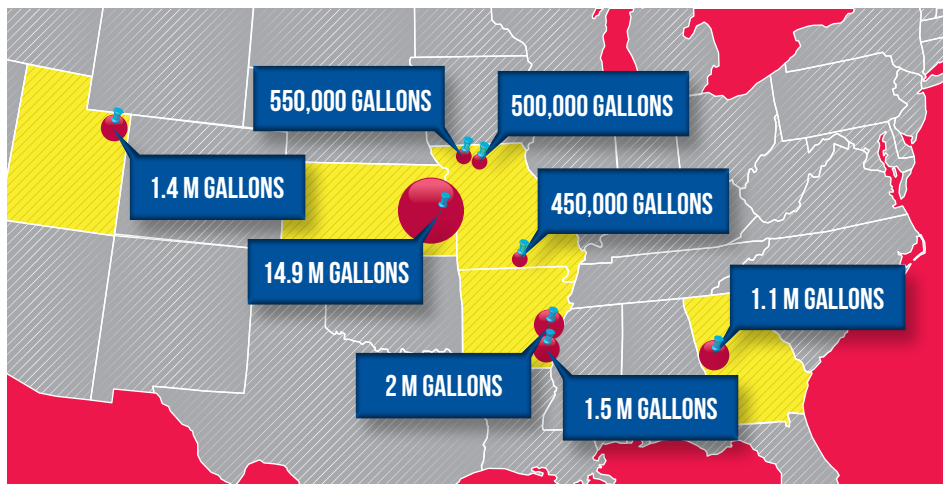 550,000 GALLONS
500,000 GALLONS
1.4 M GALLONS
450,000 GALLONS
14.9 M GALLONS
1.1 M GALLONS
2 M GALLONS
1.5 M GALLONS